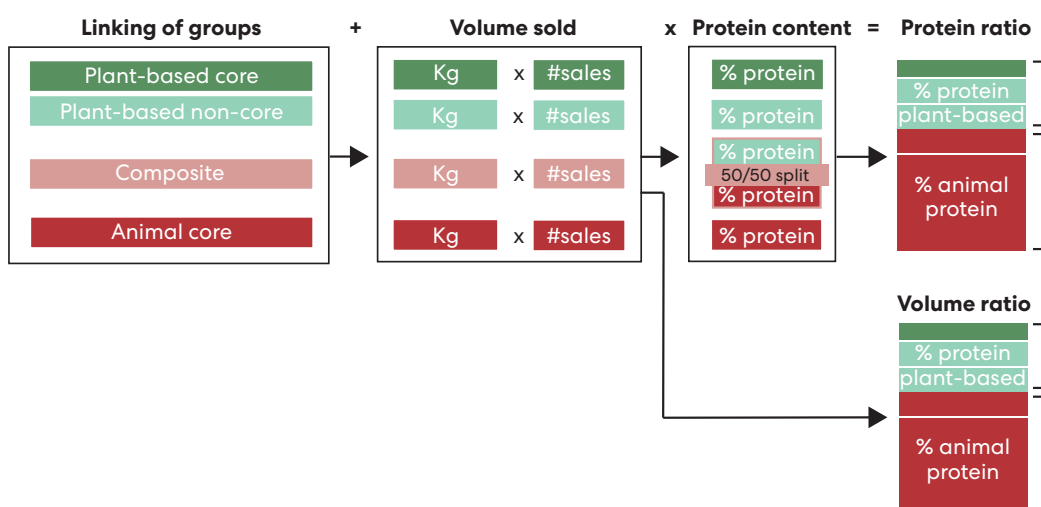 Linking of groups + Volume sold x Protein content = Protein ratio
Plant-based core
Plant-based non-core
Composite
Animal core
Kg x #sales
Kg x #sales
Kg x #sales
Kg x #sales
% protein
% protein
% protein
50/50 split
% protein
% protein
% protein
plant-based
% animal
protein
Volume ratio
% protein
plant-based
% animal
protein